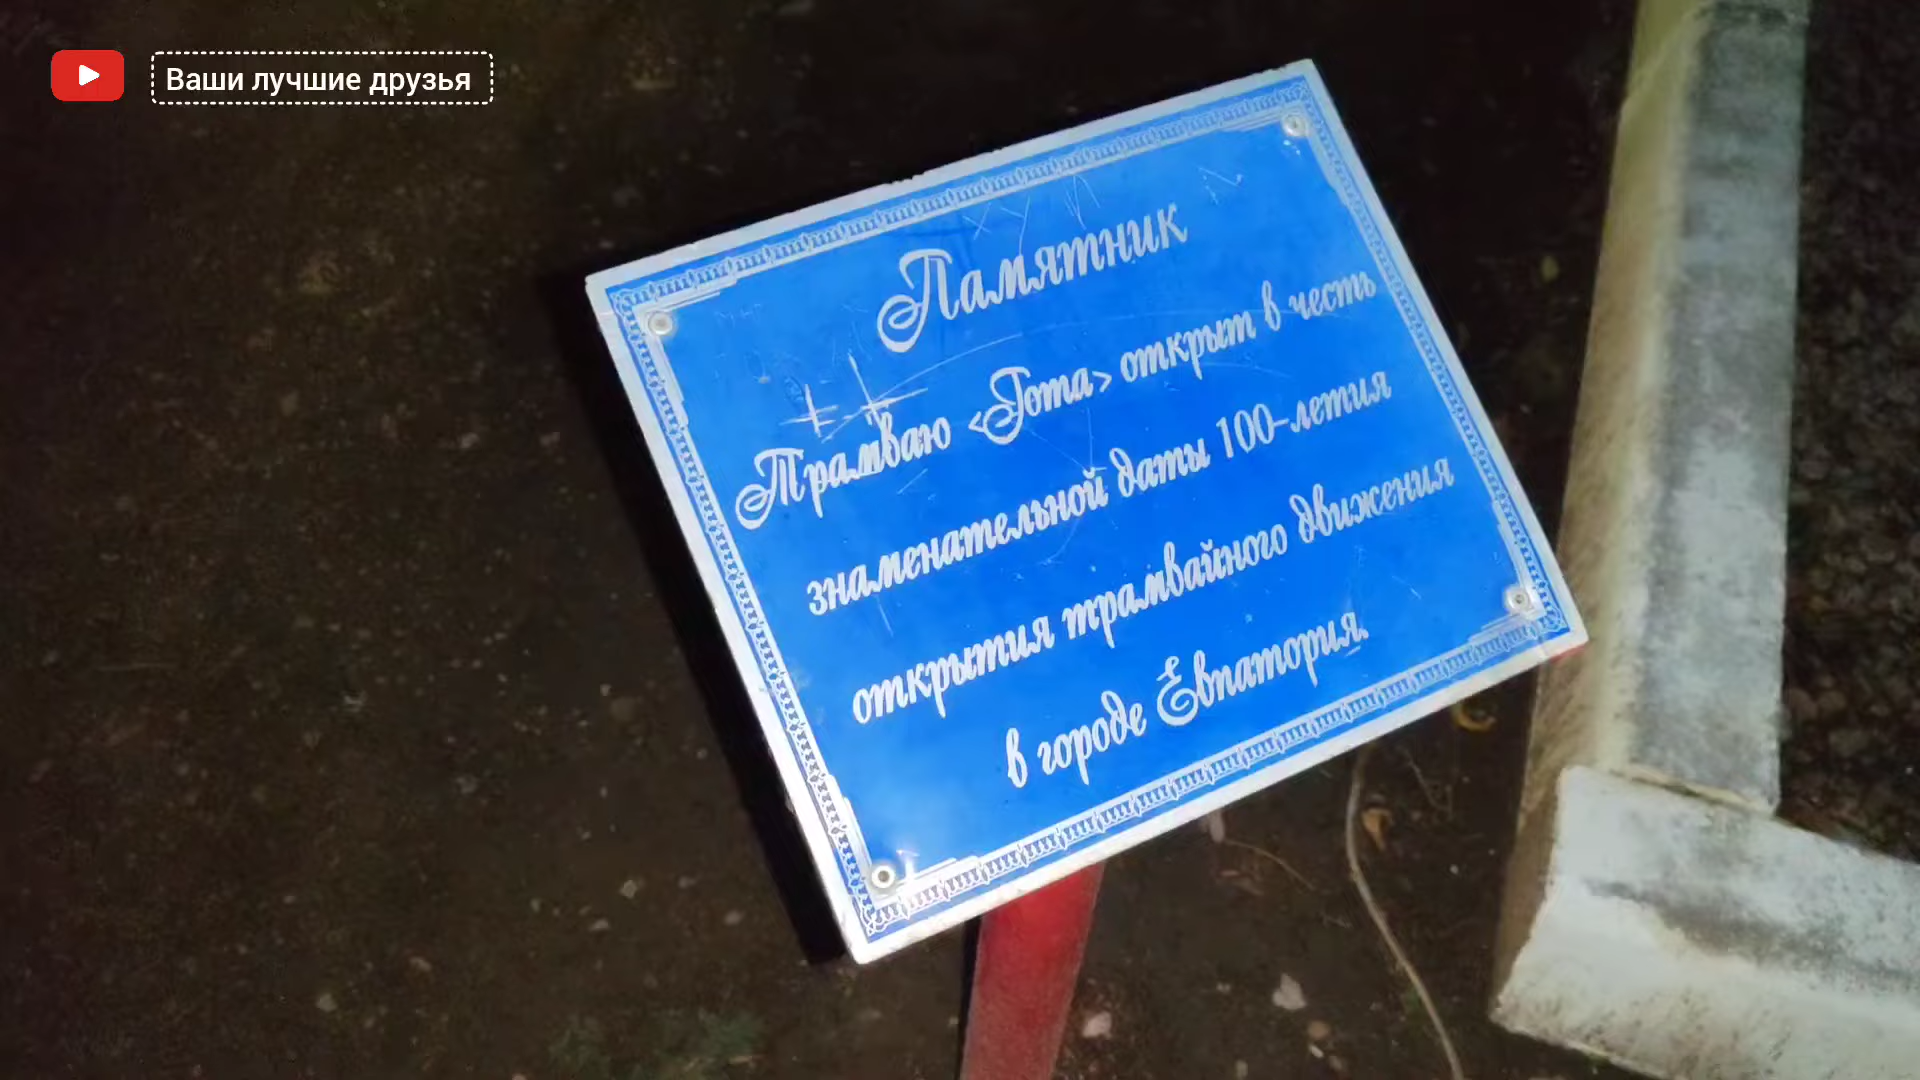 Ваши лучшие друзья
Памятник
Трамваю <Гота> открыт в честь
знаменательной даты 100-летия
открытия трамвайного движения
в городе Евпатория.